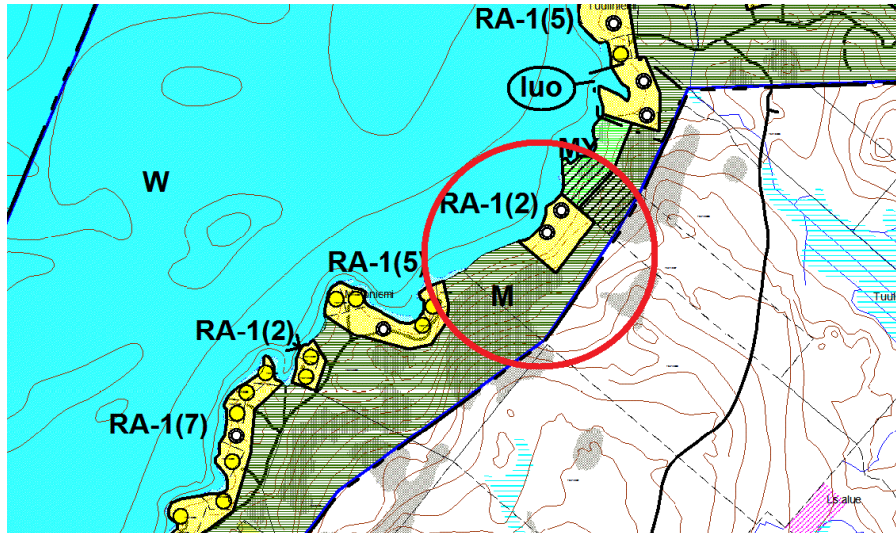 Tuuliniemi
RA-1(5)
luo
MY
W
RA-1(2)
RA-1(5)
M
RA-1(2)
RA-1(7)
Ls alue